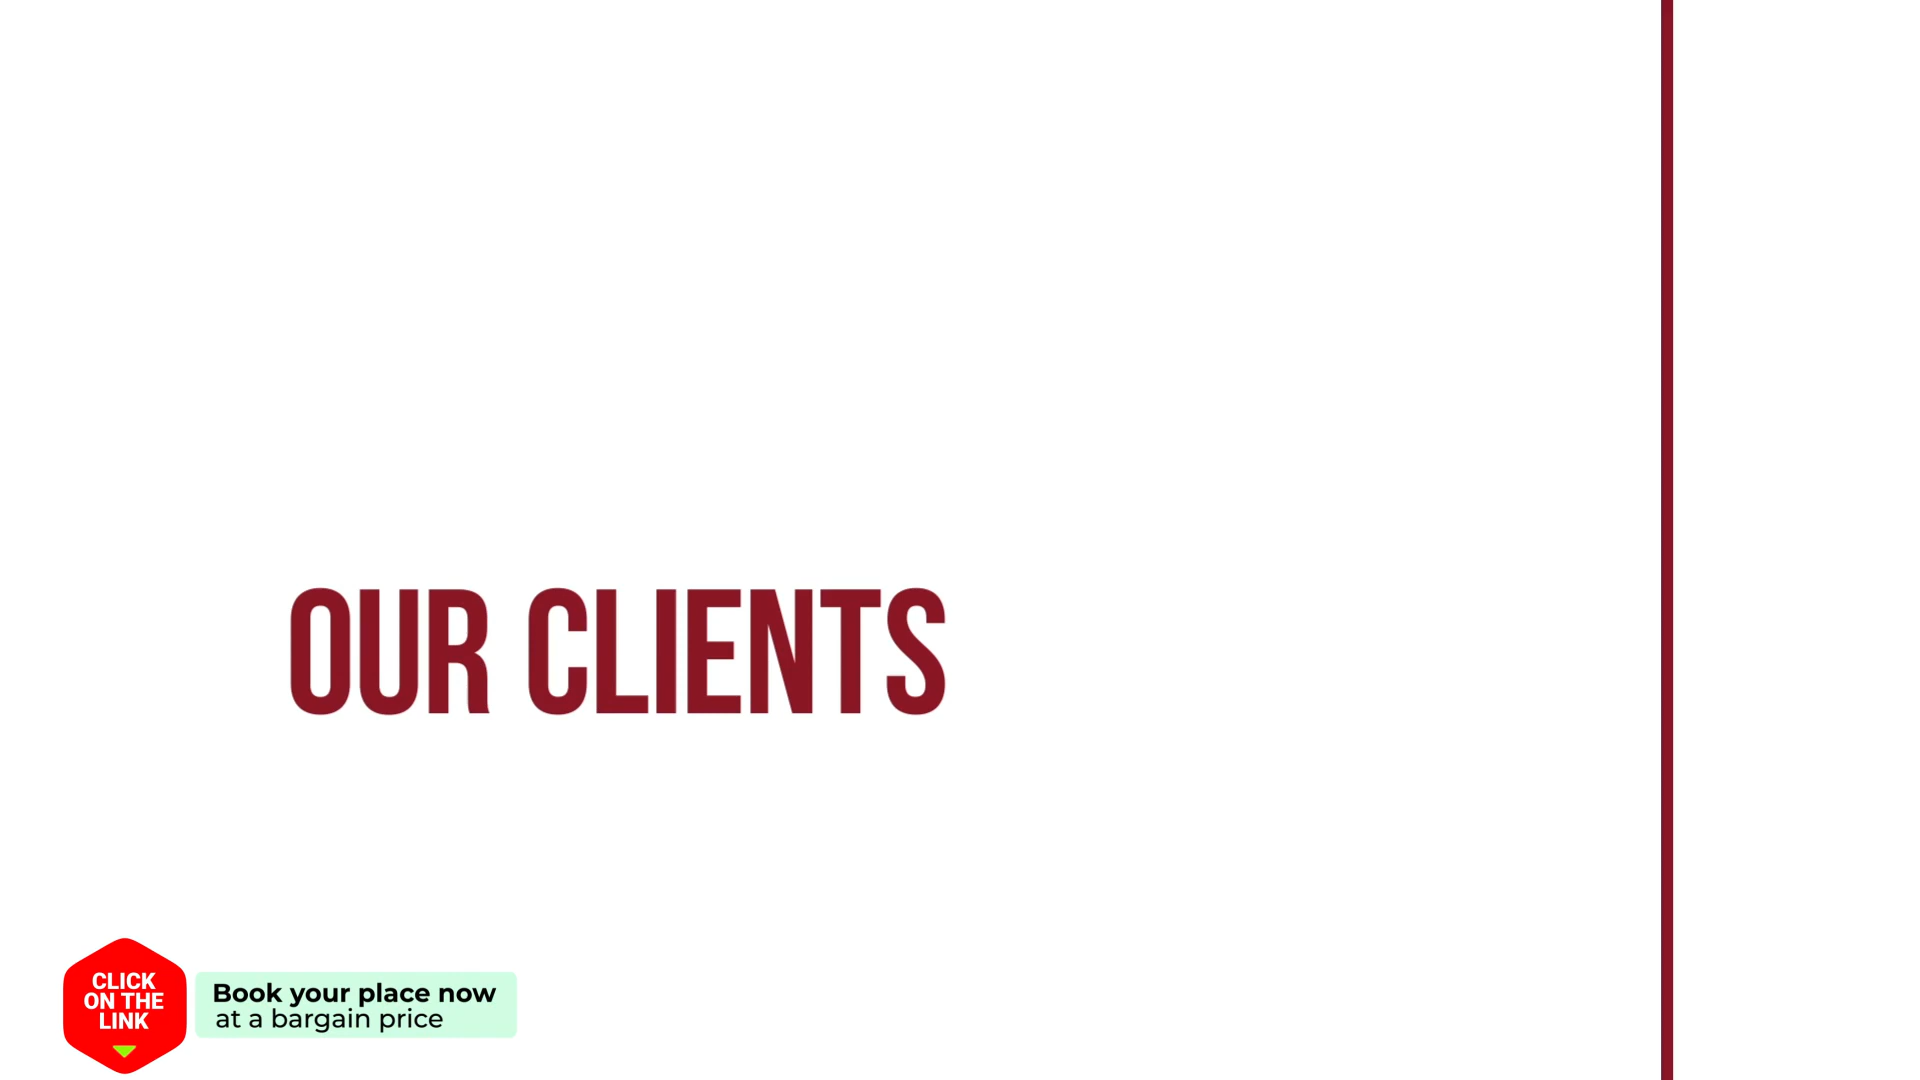 OUR CLIENTS
CLICK
ON THE
LINK
Book your place now
at a bargain price